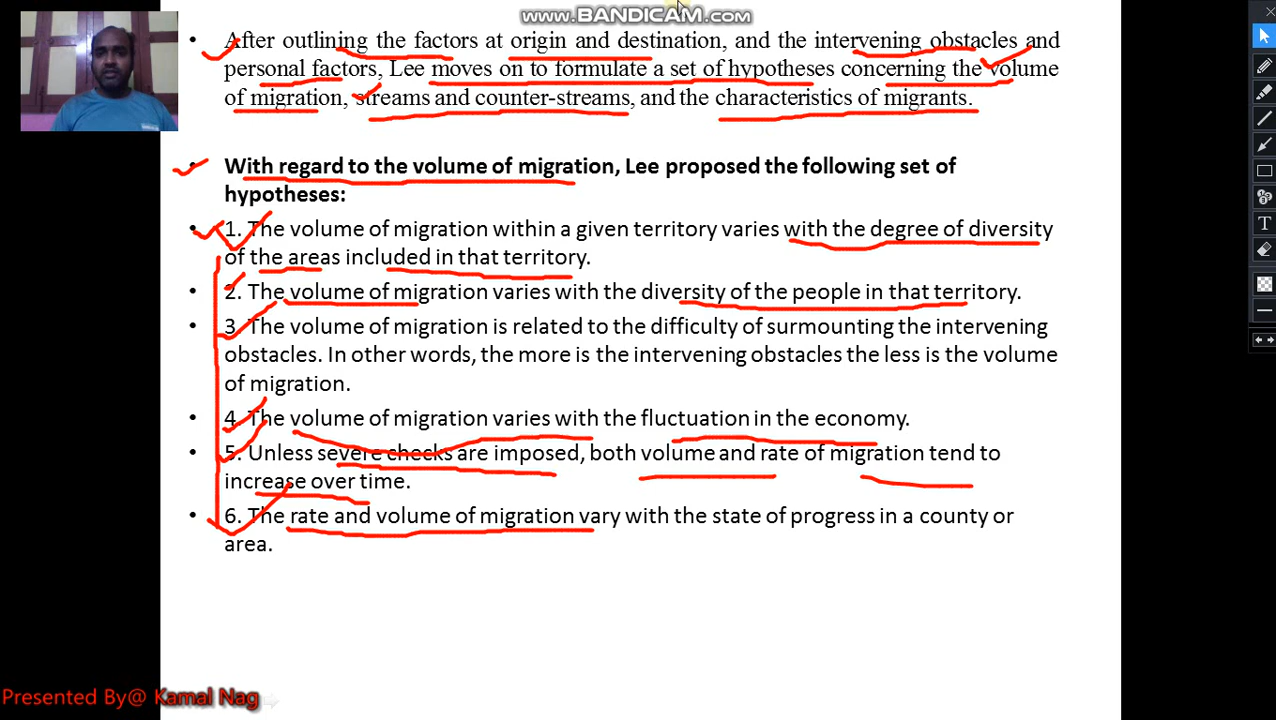 www.BANDICAM.com
• After outlining the factors at origin and destination, and the intervening obstacles and
personal factors, Lee moves on to formulate a set of hypotheses concerning the volume
of migration, streams and counter-streams, and the characteristics of migrants.
• With regard to the volume of migration, Lee proposed the following set of
hypotheses:
• 1. The volume of migration within a given territory varies with the degree of diversity
of the areas included in that territory.
• 2. The volume of migration varies with the diversity of the people in that territory.
• 3. The volume of migration is related to the difficulty of surmounting the intervening
obstacles. In other words, the more is the intervening obstacles the less is the volume
of migration.
• 4. The volume of migration varies with the fluctuation in the economy.
• 5. Unless severe checks are imposed, both volume and rate of migration tend to
increase over time.
• 6. The rate and volume of migration vary with the state of progress in a county or
area.
Presented By@ Kamal Nag